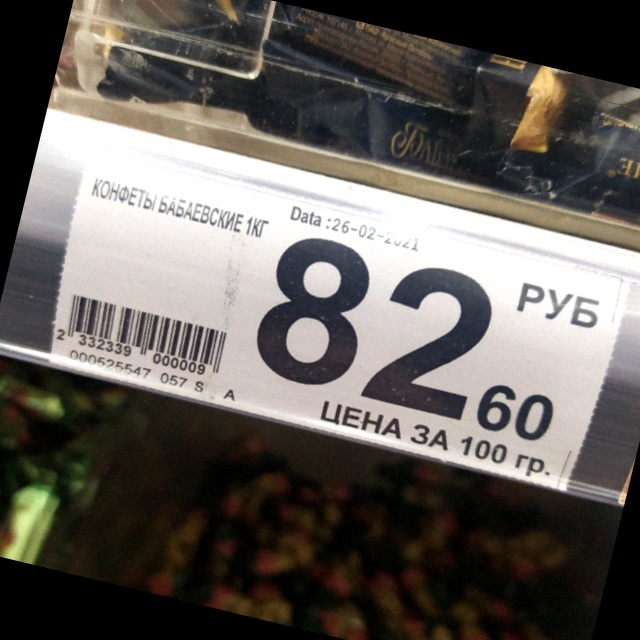 КОНФЕТЫ БАБАЕВСКИЕ 1КГ
Data :26-02-2021
82 60
РУБ
ЦЕНА ЗА 100 гр.
2 332339 000009
000525547 057 S . A